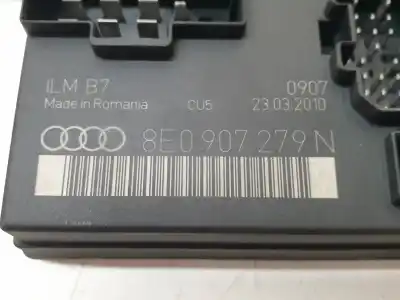 ILM B7 0907
Made in Romania CU5 23.03.2010
8E0 907 279 N